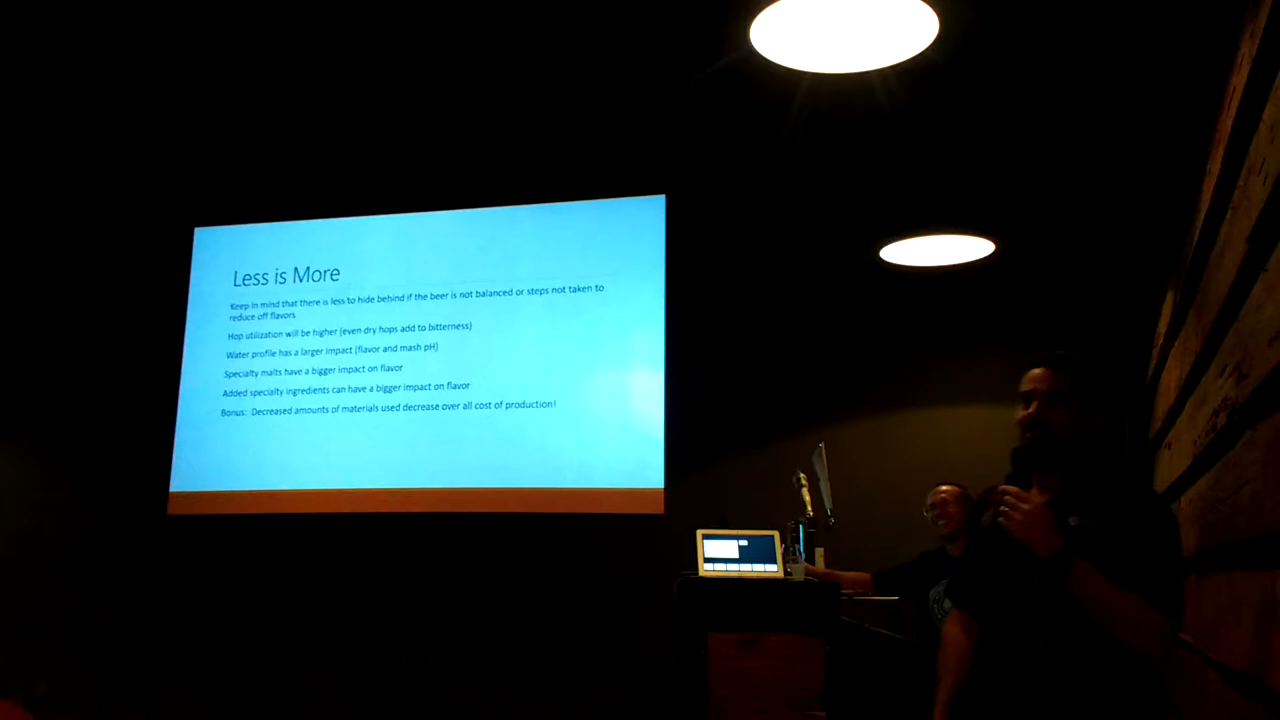 Less is More
Keep in mind that there is less to hide behind if the beer is not balanced or steps not taken to
reduce off flavors
Hop utilization will be higher (even dry hops add to bitterness)
Water profile has a larger impact (flavor and mash pH)
Specialty malts have a bigger impact on flavor
Added specialty ingredients can have a bigger impact on flavor
Bonus: Decreased amounts of materials used decrease over all cost of production!